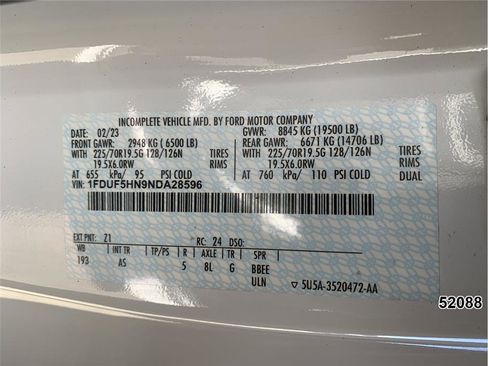 INCOMPLETE VEHICLE MFD. BY FORD MOTOR COMPANY
02/23 GVWR: 8845 KG (19500 LB)
FRONT GAWR: 2948 KG ( 6500 LB) REAR GAWR: 6671 KG (14706 LB)
WITH 225/70R19.5G 128/126N TIRES WITH 225/70R19.5G 128/126N TIRES
19.5X6.0RW RIMS 19.5X6.0RW RIMS
AT 655 kPa/ 95 PSI COLD AT 760 kPa/ 110 PSI COLD DUAL
VIN: 1FDUF5HN9NDA28596
EXT PNT: Z1 RC: 24 DSO:
WB INT TR TP/PS R AXLE TR SPR
193 AS 5 8L G BBEE
ULN 5U5A-3520472-AA
52088